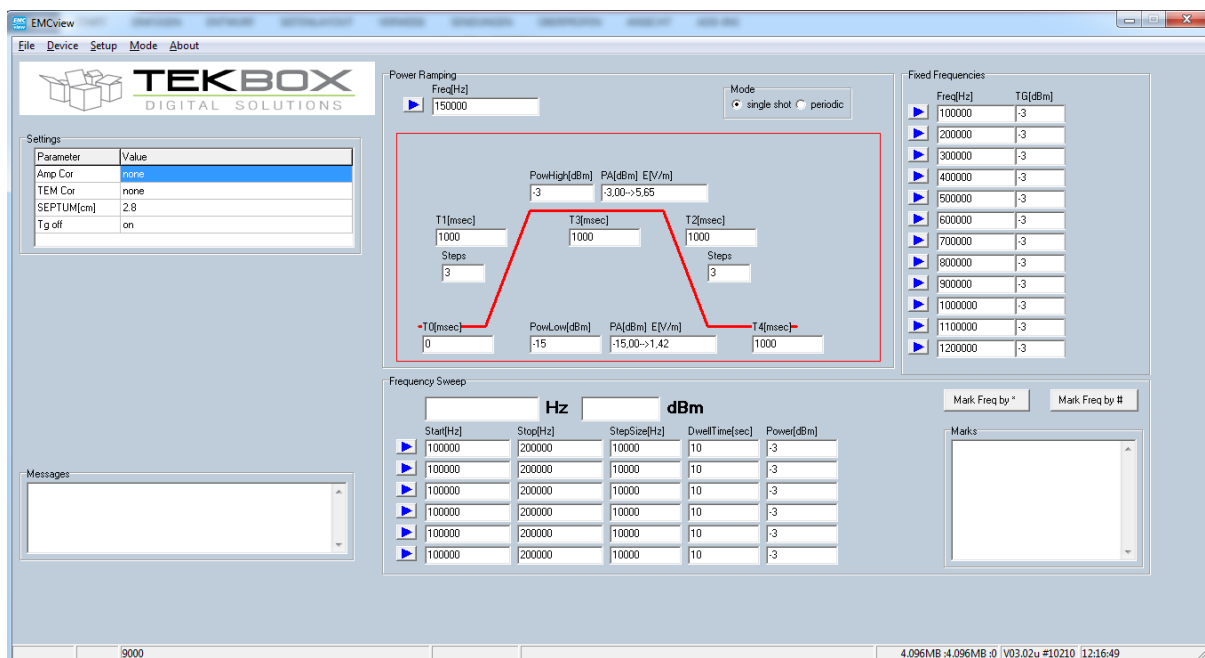 EMCview
File Device Setup Mode About
TEKBOX
DIGITAL SOLUTIONS
Settings
Parameter Value
Amp Cor none
TEM Cor none
SEPTUM[cm] 2.8
Tg off on
Messages
Power Ramping
Freq[Hz]
150000
Mode
single shot periodic
PowHigh[dBm] PA[dBm] E[V/m]
-3 -3,00-->5,65
T1[msec] T3[msec] T2[msec]
1000 1000 1000
Steps Steps
3 3
T0[msec] PowLow[dBm] PA[dBm] E[V/m] T4[msec]
0 -15 -15,00-->1,42 1000
Fixed Frequencies
Freq[Hz] TG[dBm]
100000 -3
200000 -3
300000 -3
400000 -3
500000 -3
600000 -3
700000 -3
800000 -3
900000 -3
1000000 -3
1100000 -3
1200000 -3
Frequency Sweep
Hz dBm
Start[Hz] Stop[Hz] StepSize[Hz] DwellTime[sec] Power[dBm]
100000 200000 10000 10 -3
100000 200000 10000 10 -3
100000 200000 10000 10 -3
100000 200000 10000 10 -3
100000 200000 10000 10 -3
100000 200000 10000 10 -3
Mark Freq by * Mark Freq by #
Marks
9000 4.096MB :4.096MB :0 V03.02u #10210 12:16:49